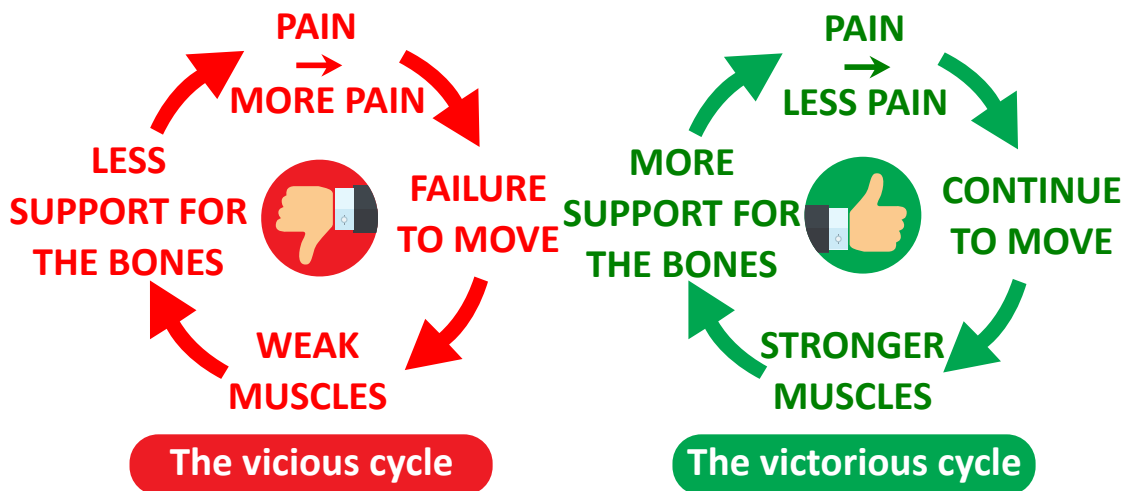 PAIN
→
MORE PAIN
FAILURE
TO MOVE
WEAK
MUSCLES
LESS
SUPPORT FOR
THE BONES
The vicious cycle
PAIN
→
LESS PAIN
CONTINUE
TO MOVE
STRONGER
MUSCLES
MORE
SUPPORT FOR
THE BONES
The victorious cycle